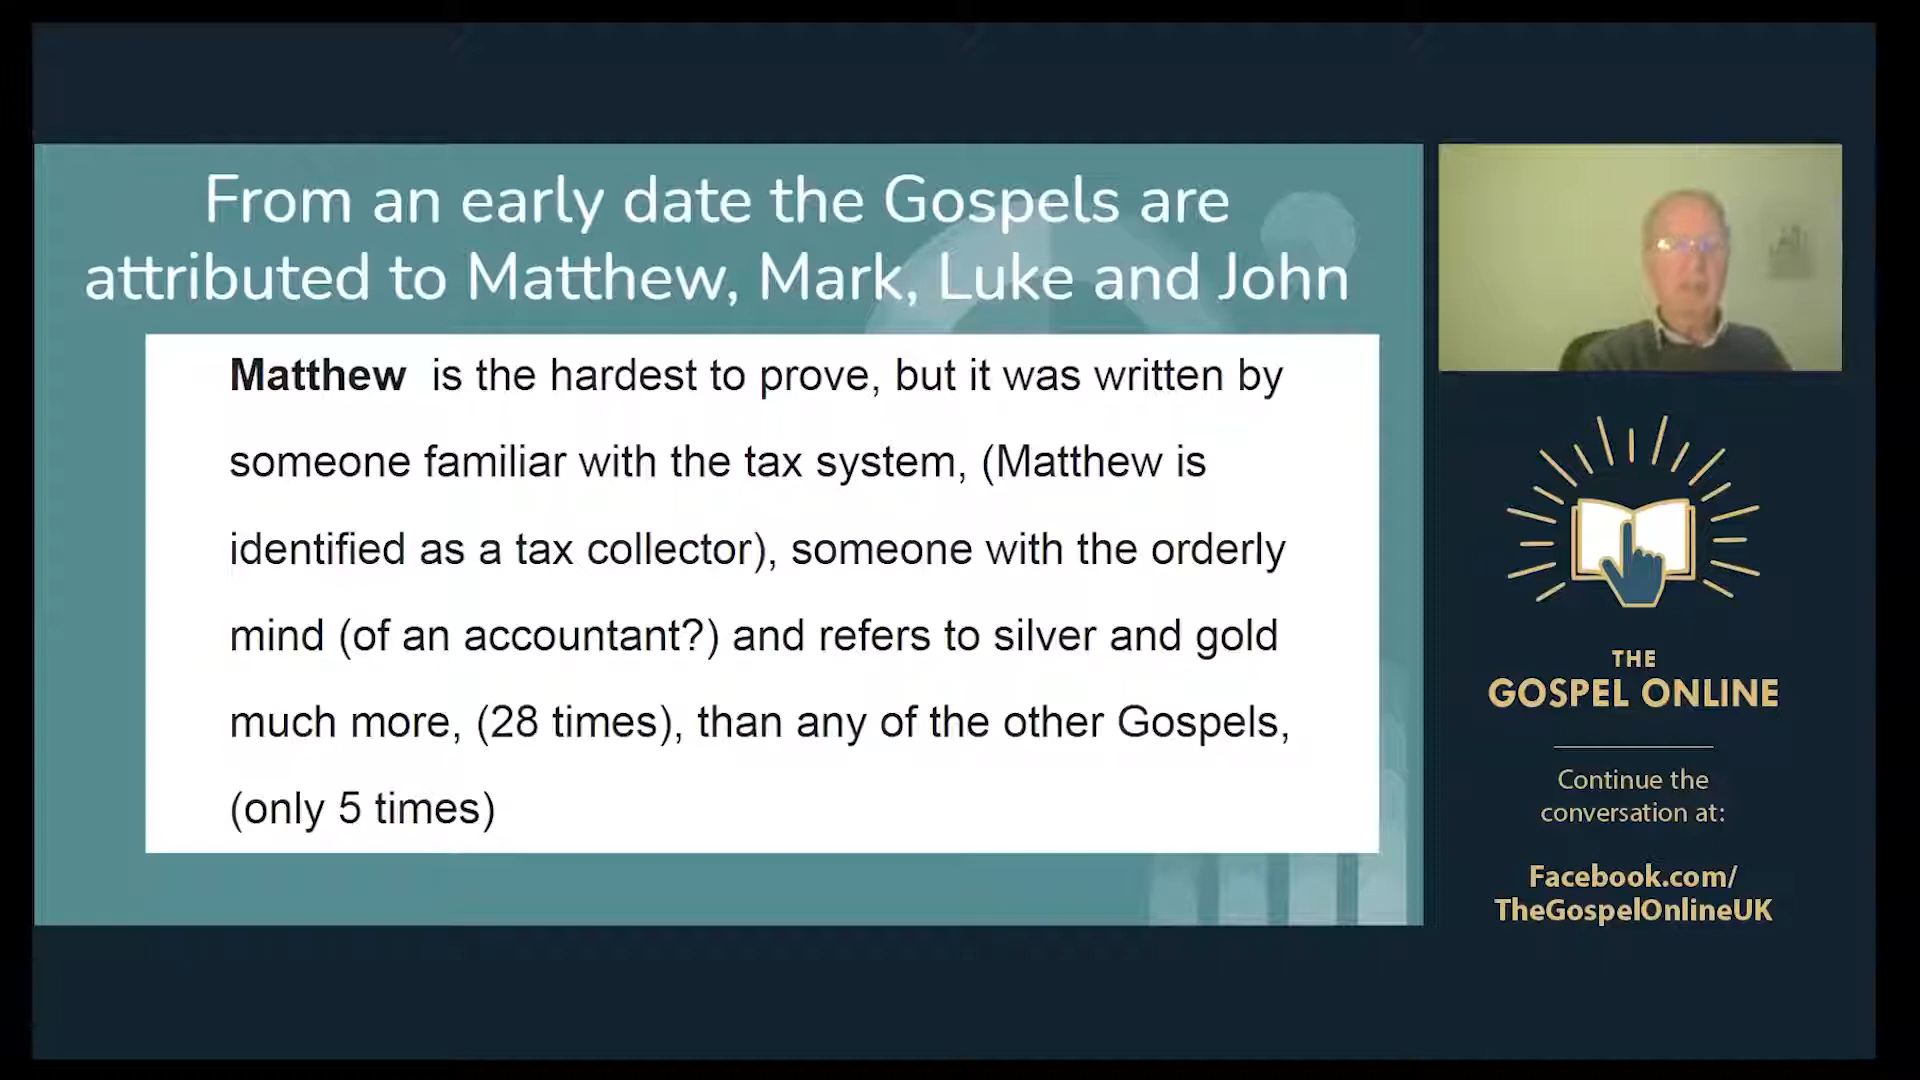 From an early date the Gospels are
attributed to Matthew, Mark, Luke and John
Matthew is the hardest to prove, but it was written by
someone familiar with the tax system, (Matthew is
identified as a tax collector), someone with the orderly
mind (of an accountant?) and refers to silver and gold
much more, (28 times), than any of the other Gospels,
(only 5 times)
THE
GOSPEL ONLINE
Continue the
conversation at:
Facebook.com/
TheGospelOnlineUK